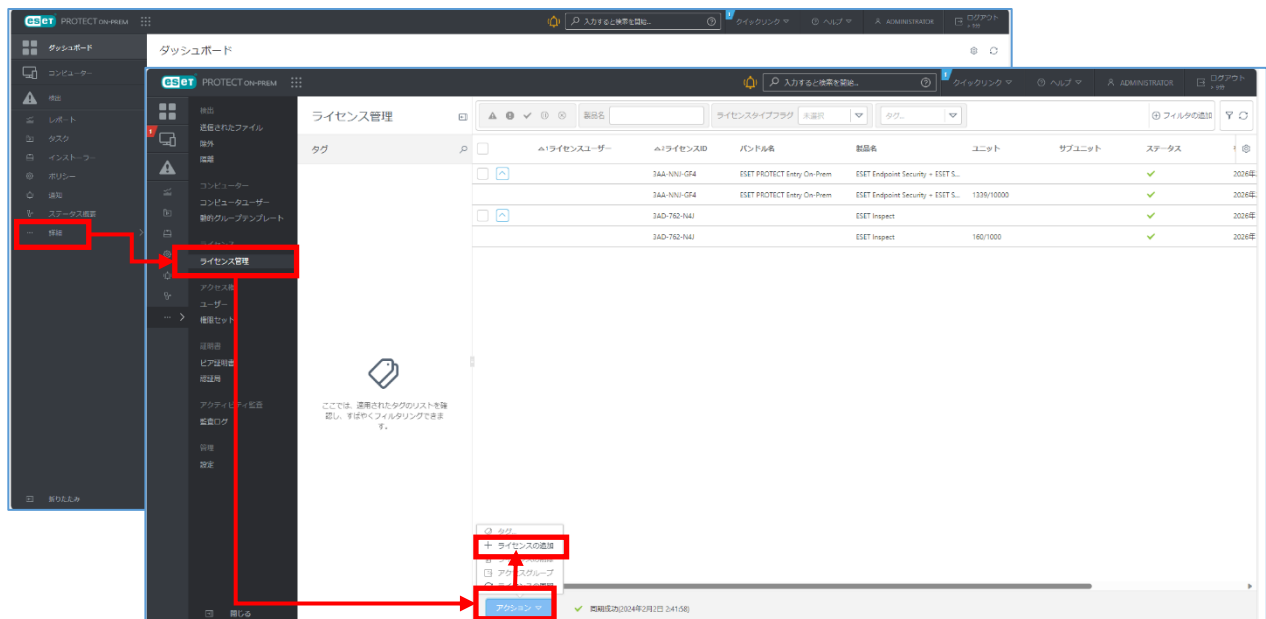 eset PROTECT ON-PREM
入力すると検索を開始...
クイックリンク
ヘルプ
ADMINISTRATOR
ログアウト
> 9分
ダッシュボード
ダッシュボード
コンピューター
検出
レポート
タスク
インストーラー
ポリシー
通知
ステータス概要
詳細
折りたたみ
eset PROTECT ON-PREM
入力すると検索を開始...
クイックリンク
ヘルプ
ADMINISTRATOR
ログアウト
> 9分
検出
送信されたファイル
除外
隔離
コンピューター
コンピューターユーザー
動的グループテンプレート
ライセンス
ライセンス管理
ユーザー
権限セット
証明書
ピア証明書
認証局
アクティビティ監査
監査ログ
管理
設定
閉じる
ライセンス管理
タグ
ここでは、適用されたタグのリストを確
認し、すばやくフィルタリングできま
す。
製品名
ライセンスタイプフラグ 未選択
タグ...
フィルタの追加
ライセンスユーザー ライセンスID バンドル名 製品名 ユニット サブユニット ステータス
3AA-NNJ-GF4 ESET PROTECT Entry On-Prem ESET Endpoint Security + ESET S... 2026年
3AA-NNJ-GF4 ESET PROTECT Entry On-Prem ESET Endpoint Security + ESET S... 1339/10000 2026年
3AD-762-N4J ESET Inspect 2026年
3AD-762-N4J ESET Inspect 160/1000 2026年
タグ...
ライセンスの追加
アクセスグループ
アクション
同期成功(2024年2月2日 2:41:58)